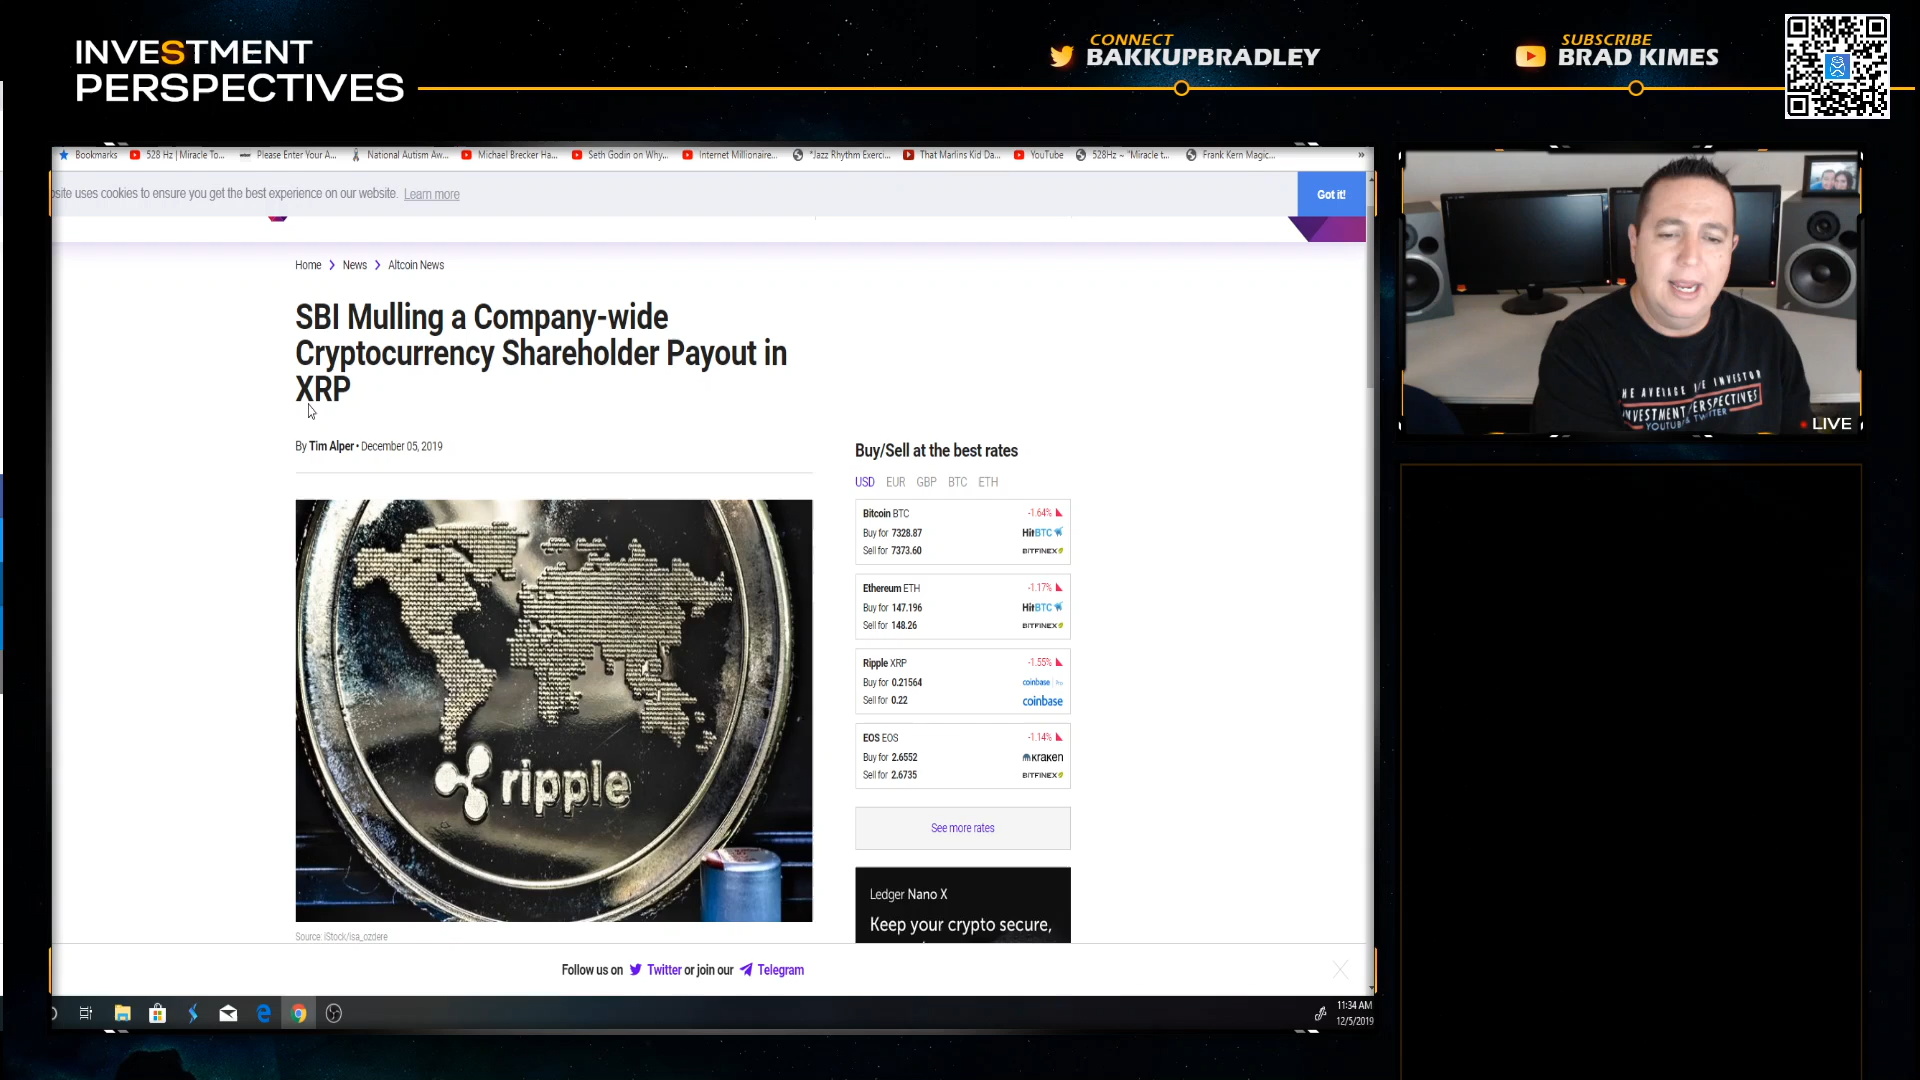 INVESTMENT
PERSPECTIVES
CONNECT
BAKKUPBRADLEY
SUBSCRIBE
BRAD KIMES
Bookmarks 528 Hz | Miracle To... Please Enter Your A... National Autism Aw... Michael Brecker Ha... Seth Godin on Why... Internet Millionaire... "Jazz Rhythm Exerci... That Marlins Kid Da... YouTube 528Hz ~ "Miracle t... Frank Kern Magic... »
site uses cookies to ensure you get the best experience on our website. Learn more
Got it!
Home > News > Altcoin News
SBI Mulling a Company-wide
Cryptocurrency Shareholder Payout in
XRP
By Tim Alper • December 05, 2019
ripple
Source: iStock/isa_ozdere
Buy/Sell at the best rates
USD EUR GBP BTC ETH
Bitcoin BTC -1.64%
Buy for 7328.87 HitBTC
Sell for 7373.60 BITFINEX
Ethereum ETH -1.17%
Buy for 147.196 HitBTC
Sell for 148.26 BITFINEX
Ripple XRP -1.55%
Buy for 0.21564 coinbase Pro
Sell for 0.22 coinbase
EOS EOS -1.14%
Buy for 2.6552 kraken
Sell for 2.6735 BITFINEX
See more rates
Ledger Nano X
Keep your crypto secure,
Follow us on Twitter or join our Telegram
11:34 AM
12/5/2019
THE AVERAGE JOE INVESTOR
INVESTMENT PERSPECTIVES
YOUTUBE & TWITTER
LIVE